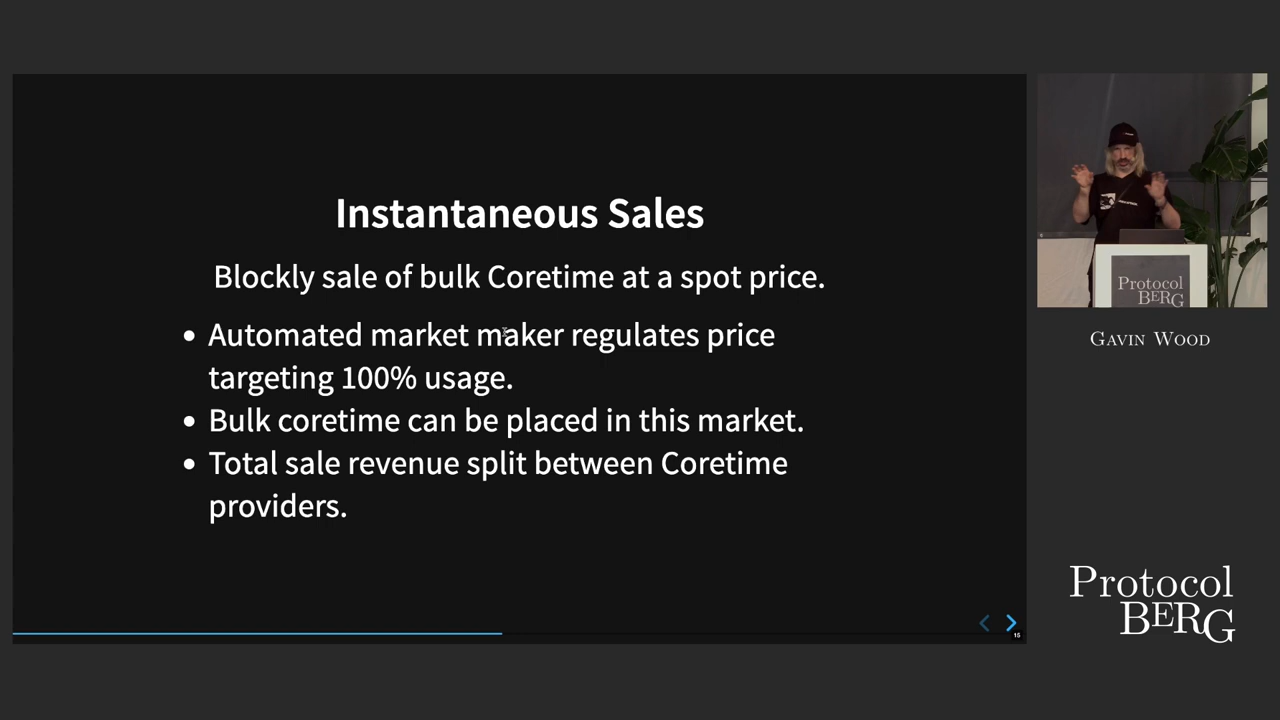 Instantaneous Sales
Blockly sale of bulk Coretime at a spot price.
• Automated market maker regulates price
targeting 100% usage.
• Bulk coretime can be placed in this market.
• Total sale revenue split between Coretime
providers.
15
Protocol
BERG
GAVIN WOOD
Protocol
BERG